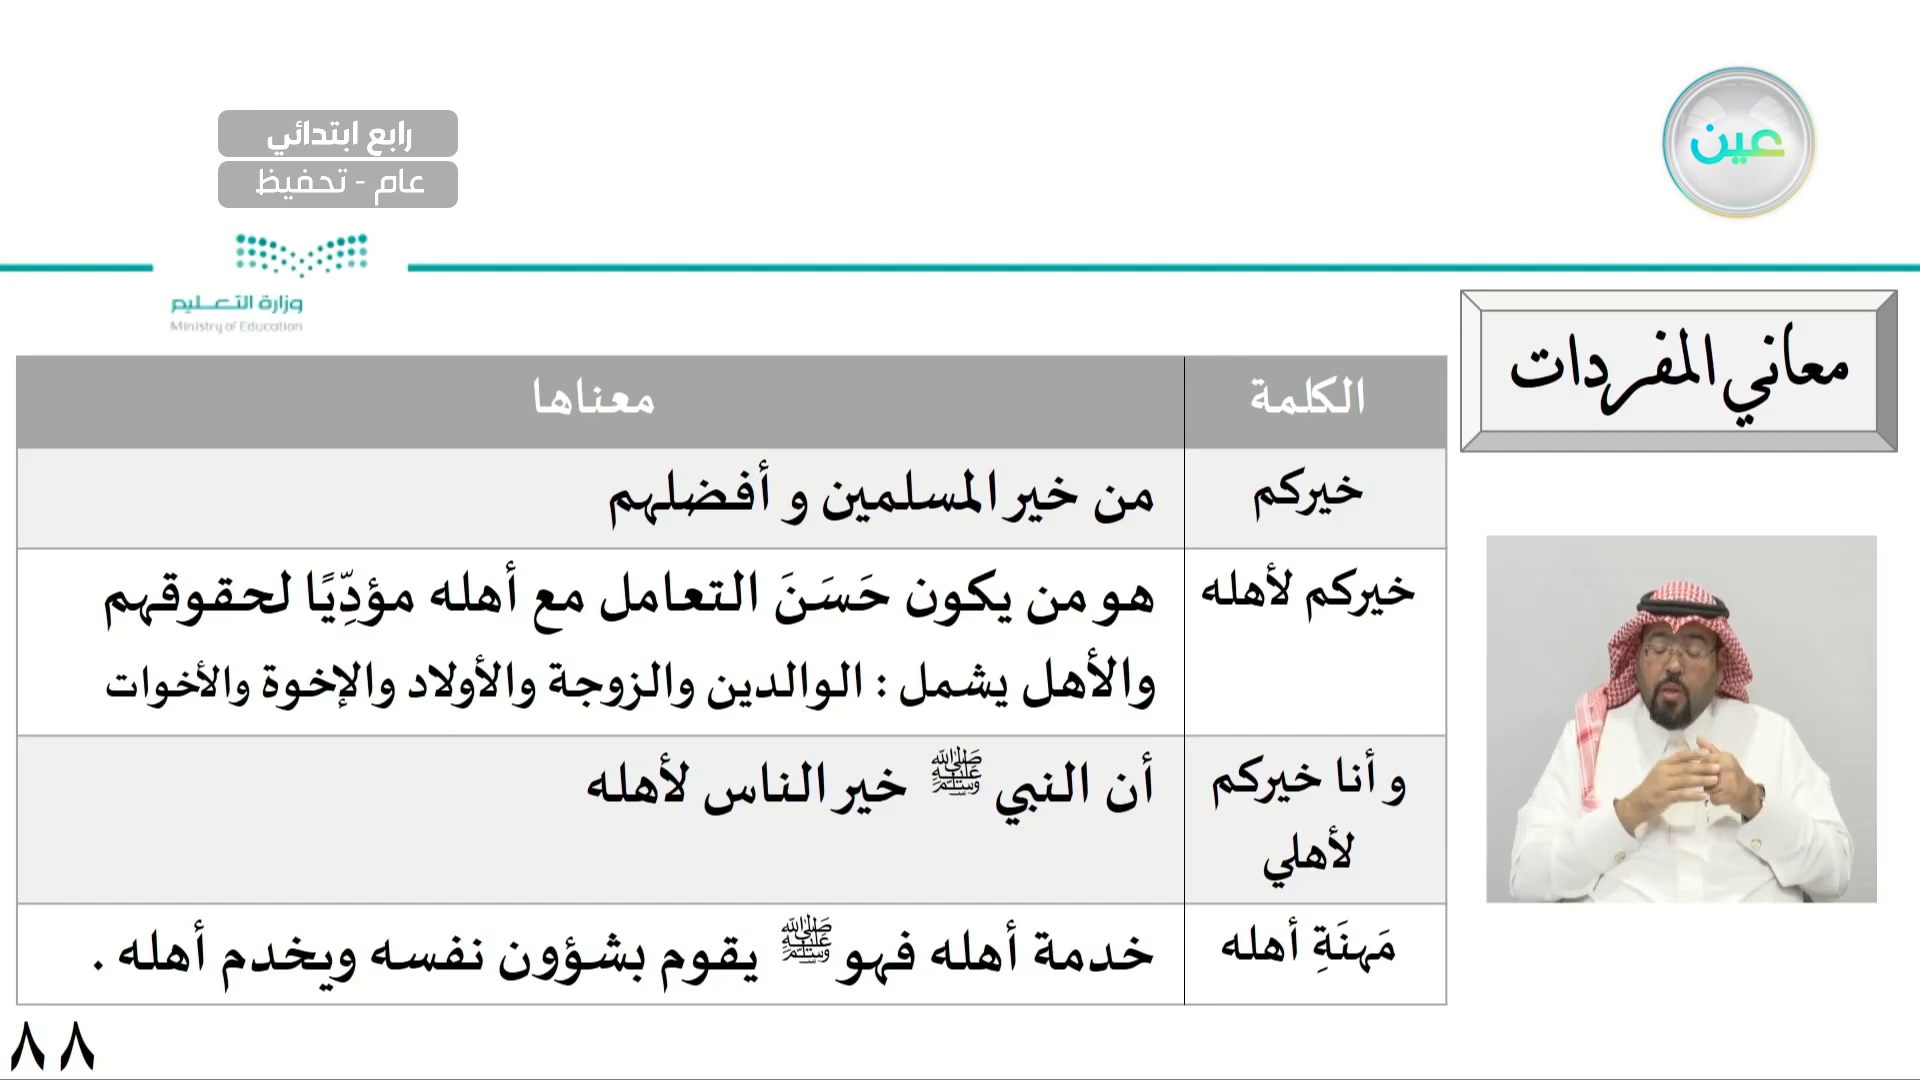 رابع ابتدائي
عام - تحفيظ
عين
وزارة التعليم
Ministry of Education
معاني المفردات
الكلمة معناها
خيركم من خير المسلمين و أفضلهم
خيركم لأهله هو من يكون حَسَنَ التعامل مع أهله مؤدِّيًا لحقوقهم
والأهل يشمل : الوالدين والزوجة والأولاد والإخوة والأخوات
و أنا خيركم أن النبي ﷺ خير الناس لأهله
لأهلي
مَهنَةِ أهله خدمة أهله فهو ﷺ يقوم بشؤون نفسه ويخدم أهله .
٨٨